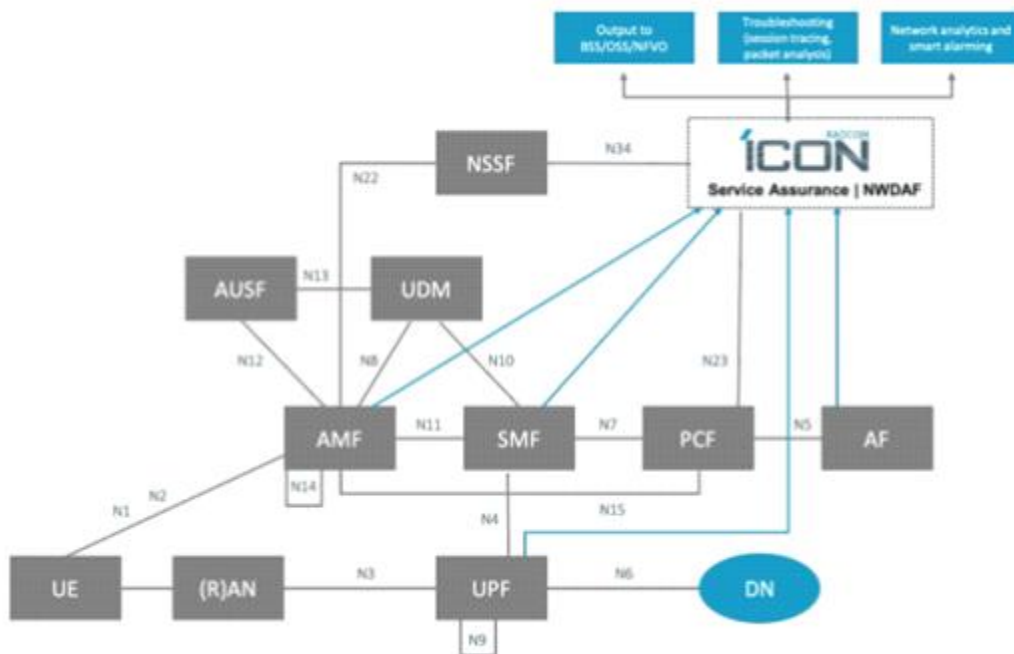 Output to
BSS/OSS/NFVO
Troubleshooting
(session tracing,
packet analysis)
Network analytics and
smart alarming
RADCOM
ICON
Service Assurance | NWDAF
NSSF
N34
N22
AUSF
N13
UDM
N12
N8
N10
N23
AMF
N11
SMF
N7
PCF
N5
AF
N14
N2
N1
N4
N15
UE
(R)AN
N3
UPF
N6
DN
N9